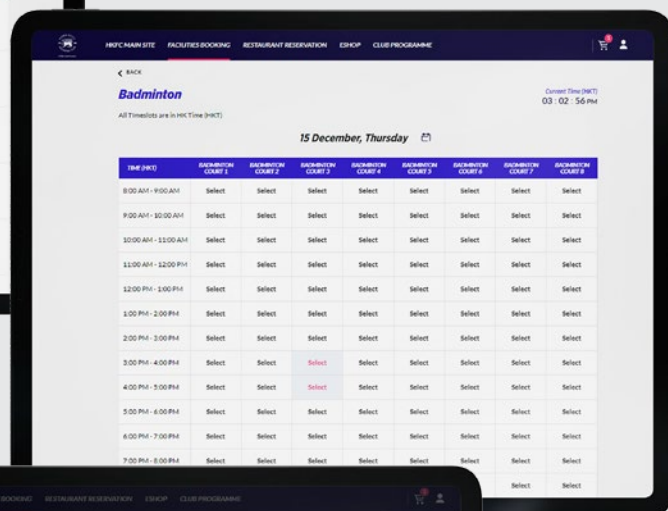 HKFC MAIN SITE FACILITIES BOOKING RESTAURANT RESERVATION ESHOP CLUB PROGRAMME
BACK
Badminton
Current Time (HKT)
03 : 02 : 56 PM
All Timeslots are in HK Time (HKT)
15 December, Thursday
TIME (HKT) BADMINTON COURT 1 BADMINTON COURT 2 BADMINTON COURT 3 BADMINTON COURT 4 BADMINTON COURT 5 BADMINTON COURT 6 BADMINTON COURT 7 BADMINTON COURT 8
8:00 AM - 9:00 AM Select Select Select Select Select Select Select Select
9:00 AM - 10:00 AM Select Select Select Select Select Select Select Select
10:00 AM - 11:00 AM Select Select Select Select Select Select Select Select
11:00 AM - 12:00 PM Select Select Select Select Select Select Select Select
12:00 PM - 1:00 PM Select Select Select Select Select Select Select Select
1:00 PM - 2:00 PM Select Select Select Select Select Select Select Select
2:00 PM - 3:00 PM Select Select Select Select Select Select Select Select
3:00 PM - 4:00 PM Select Select Select Select Select Select Select Select
4:00 PM - 5:00 PM Select Select Select Select Select Select Select Select
5:00 PM - 6:00 PM Select Select Select Select Select Select Select Select
6:00 PM - 7:00 PM Select Select Select Select Select Select Select Select
7:00 PM - 8:00 PM Select Select Select Select Select Select Select Select
Select Select
BOOKING RESTAURANT RESERVATION ESHOP CLUB PROGRAMME